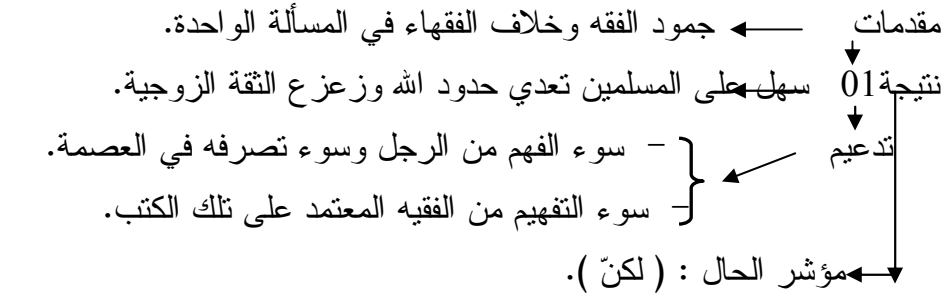 مقدمات جمود الفقه وخلاف الفقهاء في المسألة الواحدة.
نتيجة01 سهل على المسلمين تعدي حدود الله وزعزع الثقة الزوجية.
تدعيم - سوء الفهم من الرجل وسوء تصرفه في العصمة.
- سوء التفهيم من الفقيه المعتمد على تلك الكتب.
مؤشر الحال : ( لكنّ ).